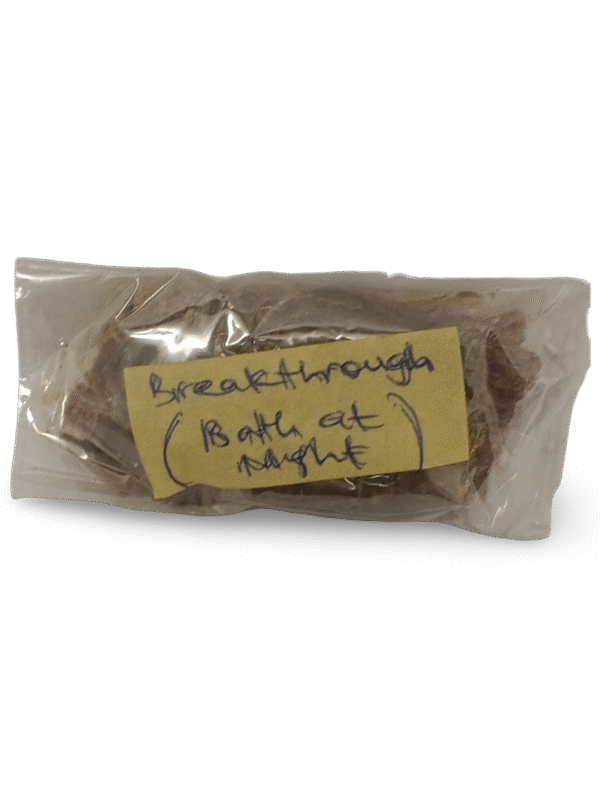 Breakthrough
(Bath at
Night)